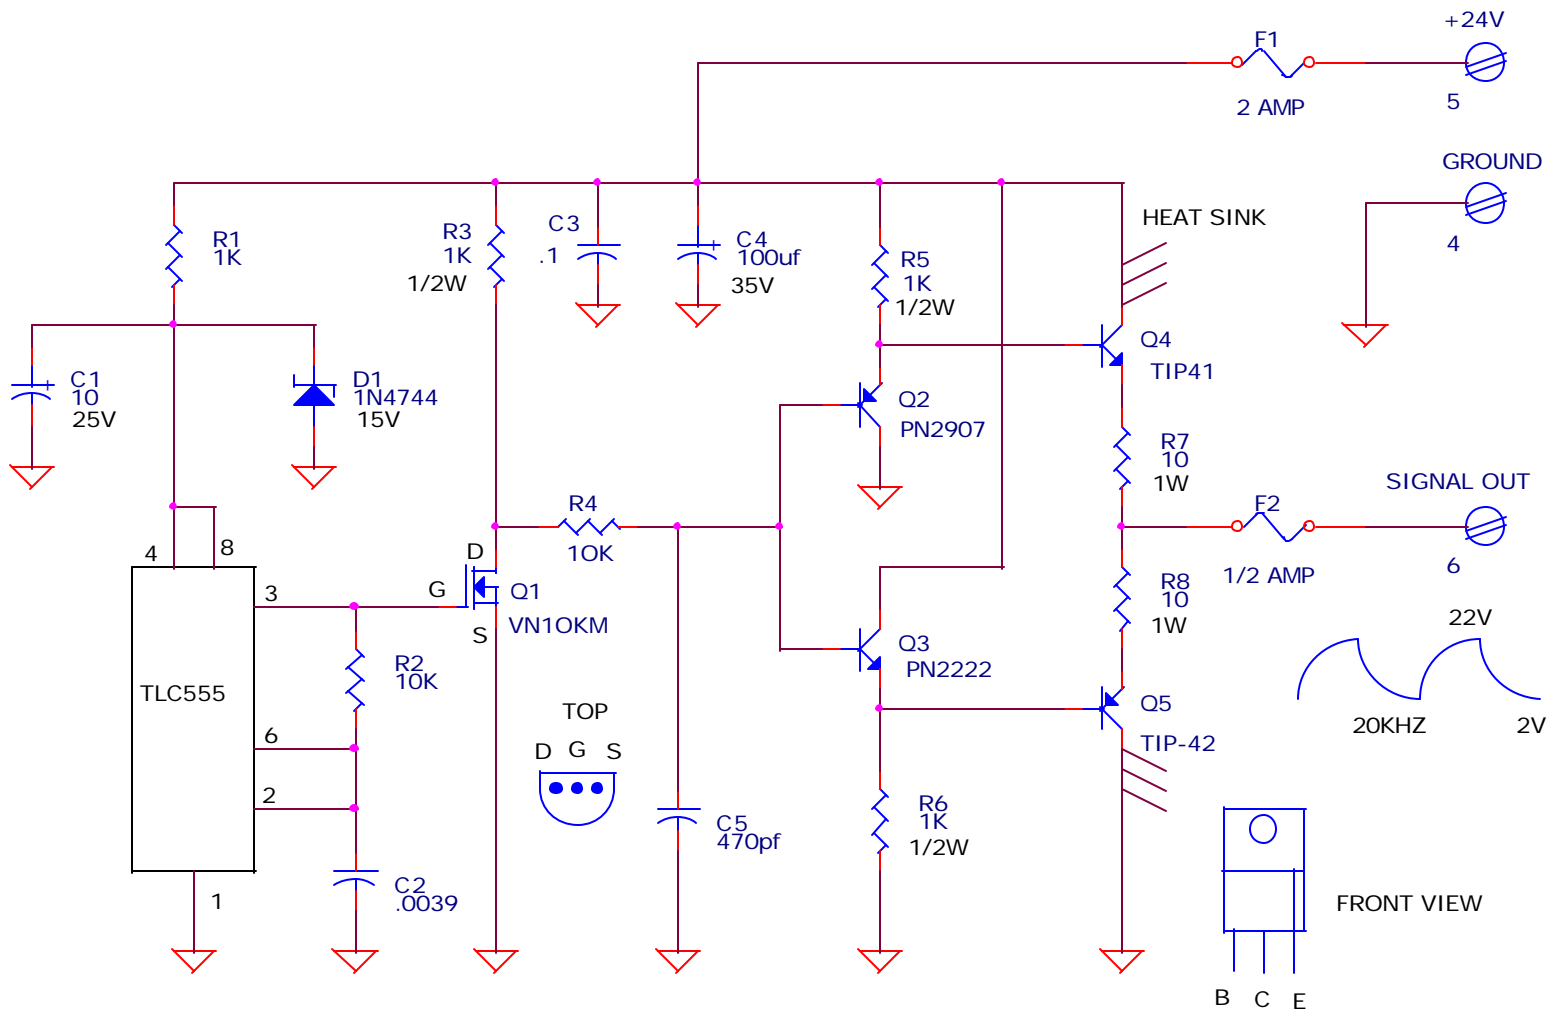 +24V
F1
2 AMP
5
GROUND
4
HEAT SINK
R1
1K
R3
1K
1/2W
C3
.1
C4
100uf
35V
R5
1K
1/2W
Q4
TIP41
C1
10
25V
D1
1N4744
15V
Q2
PN2907
R7
10
1W
SIGNAL OUT
R4
10K
F2
1/2 AMP
6
4
8
D
G
S
Q1
VN10KM
3
R8
10
1W
22V
20KHZ
2V
TLC555
R2
10K
Q3
PN2222
TOP
D G S
6
2
Q5
TIP-42
C5
470pf
R6
1K
1/2W
1
C2
.0039
FRONT VIEW
B C E